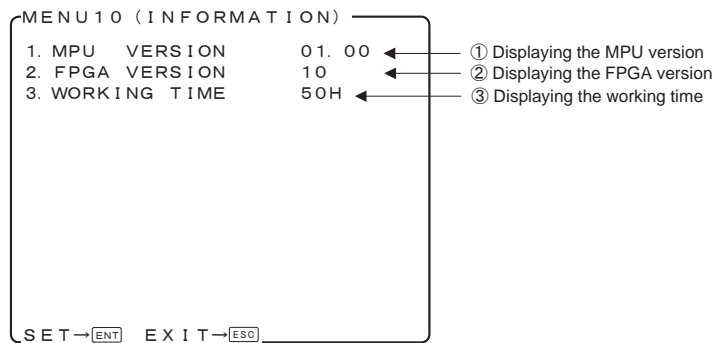 MENU10 (INFORMATION)
1. MPU VERSION 01. 00 ① Displaying the MPU version
2. FPGA VERSION 10 ② Displaying the FPGA version
3. WORKING TIME 50H ③ Displaying the working time
SET→ENT EXIT→ESC